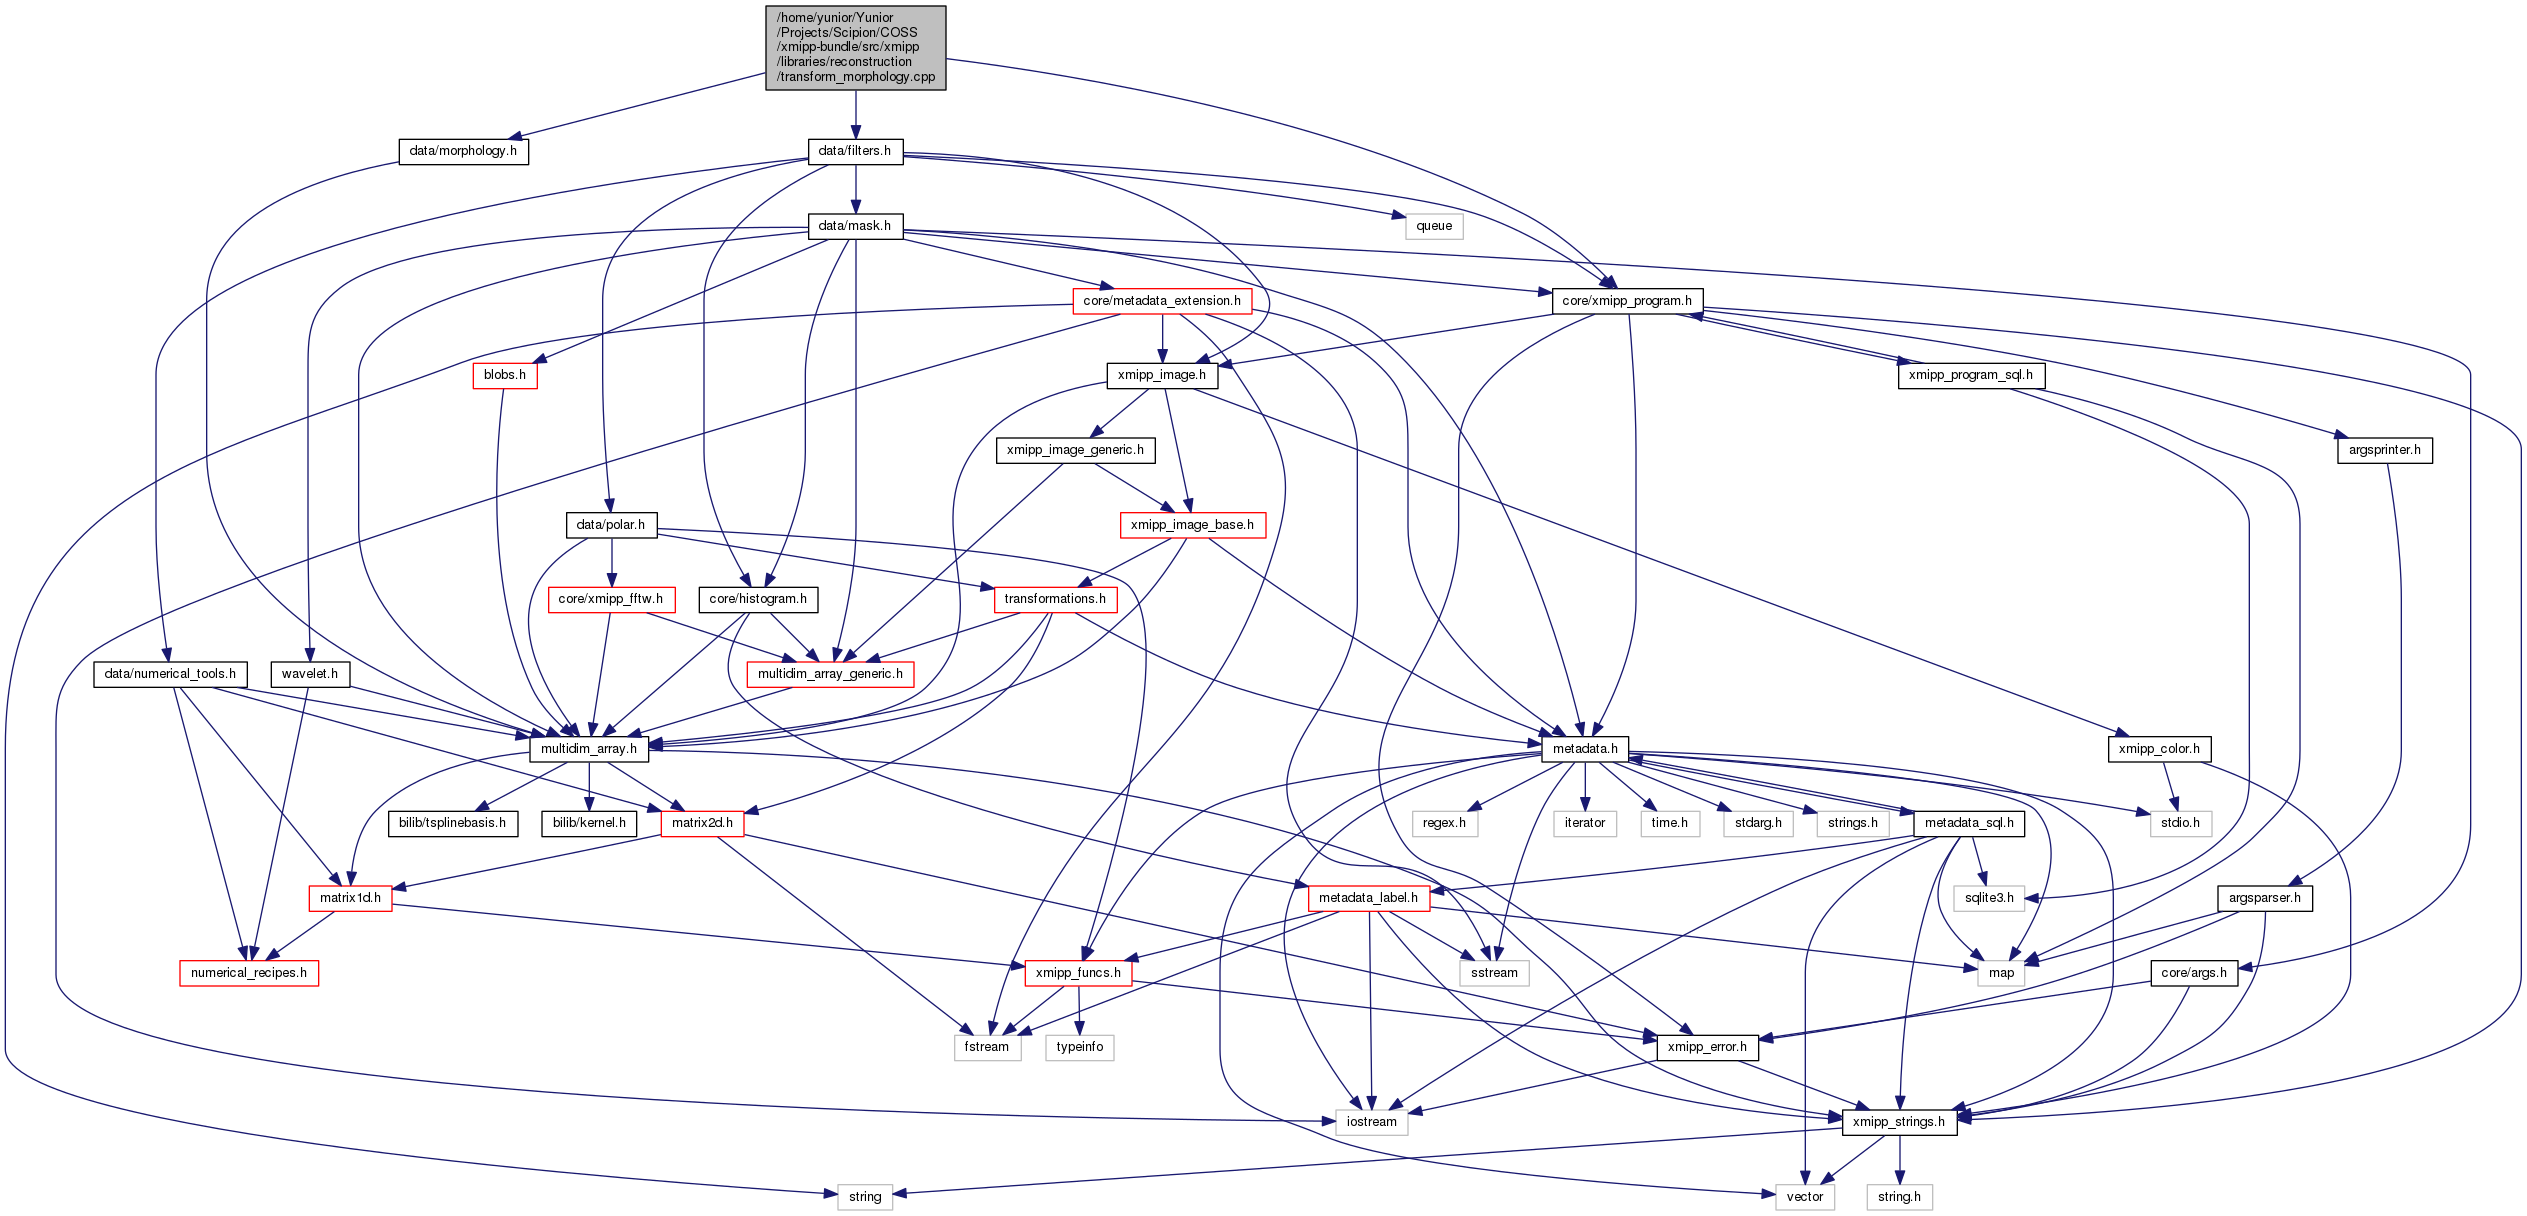 /home/yunior/Yunior
/Projects/Scipion/COSS
/xmipp-bundle/src/xmipp
/libraries/reconstruction
/transform_morphology.cpp
data/morphology.h
data/filters.h
data/mask.h
queue
core/metadata_extension.h
core/xmipp_program.h
blobs.h
xmipp_image.h
xmipp_program_sql.h
xmipp_image_generic.h
argsprinter.h
data/polar.h
xmipp_image_base.h
core/xmipp_fftw.h
core/histogram.h
transformations.h
data/numerical_tools.h
wavelet.h
multidim_array_generic.h
multidim_array.h
metadata.h
xmipp_color.h
bilib/tsplinebasis.h
bilib/kernel.h
matrix2d.h
regex.h
iterator
time.h
stdarg.h
strings.h
metadata_sql.h
stdio.h
matrix1d.h
metadata_label.h
sqlite3.h
argsparser.h
numerical_recipes.h
xmipp_funcs.h
sstream
map
core/args.h
fstream
typeinfo
xmipp_error.h
iostream
xmipp_strings.h
string
vector
string.h